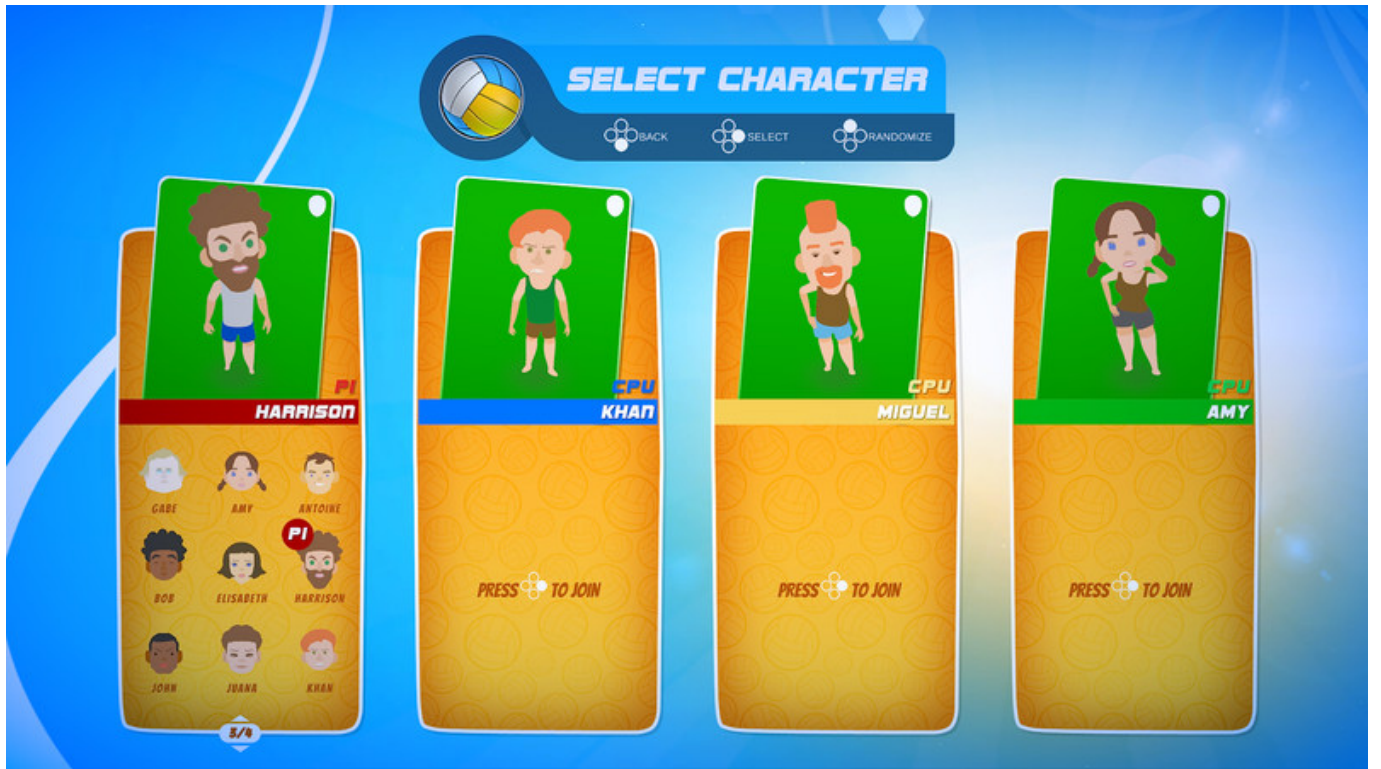 SELECT CHARACTER
BACK SELECT RANDOMIZE
P1
HARRISON
GABE AMY ANTOINE
P1
BOB ELISABETH HARRISON
JOHN JUANA KHAN
3/4
CPU
KHAN
PRESS TO JOIN
CPU
MIGUEL
PRESS TO JOIN
CPU
AMY
PRESS TO JOIN